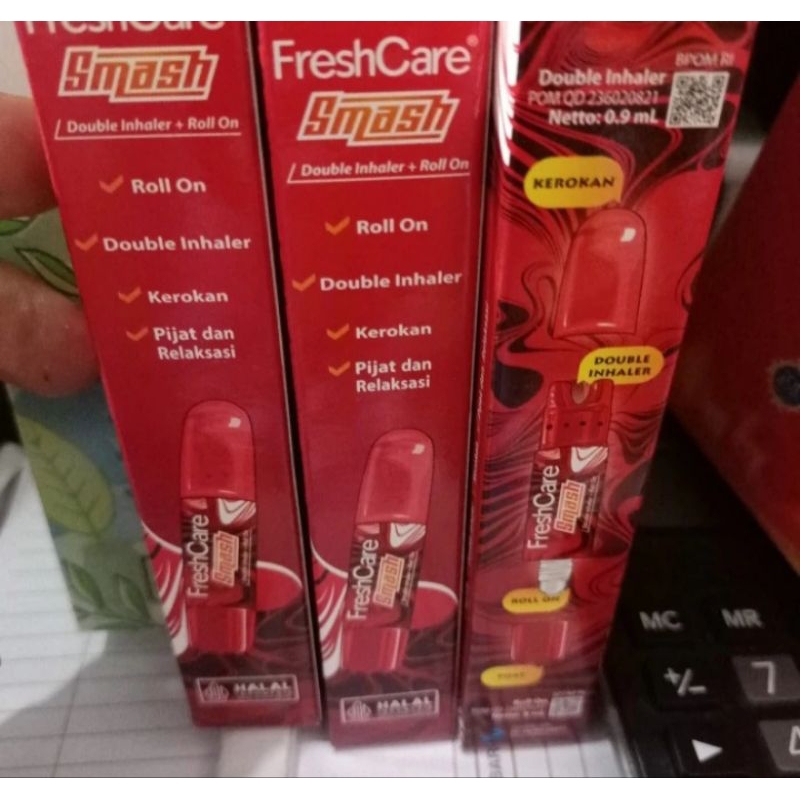 FreshCare
Smash
Double Inhaler + Roll On
Roll On
Double Inhaler
Kerokan
Pijat dan
Relaksasi
FreshCare
Smash
HALAL
FreshCare®
Smash
Double Inhaler + Roll On
Roll On
Double Inhaler
Kerokan
Pijat dan
Relaksasi
FreshCare
Smash
HALAL
BPOM RI
Double Inhaler
POM QD 236020821
Netto: 0.9 mL
KEROKAN
DOUBLE
INHALER
FreshCare
Smash
ROLL ON
MC
MR
+/-
7